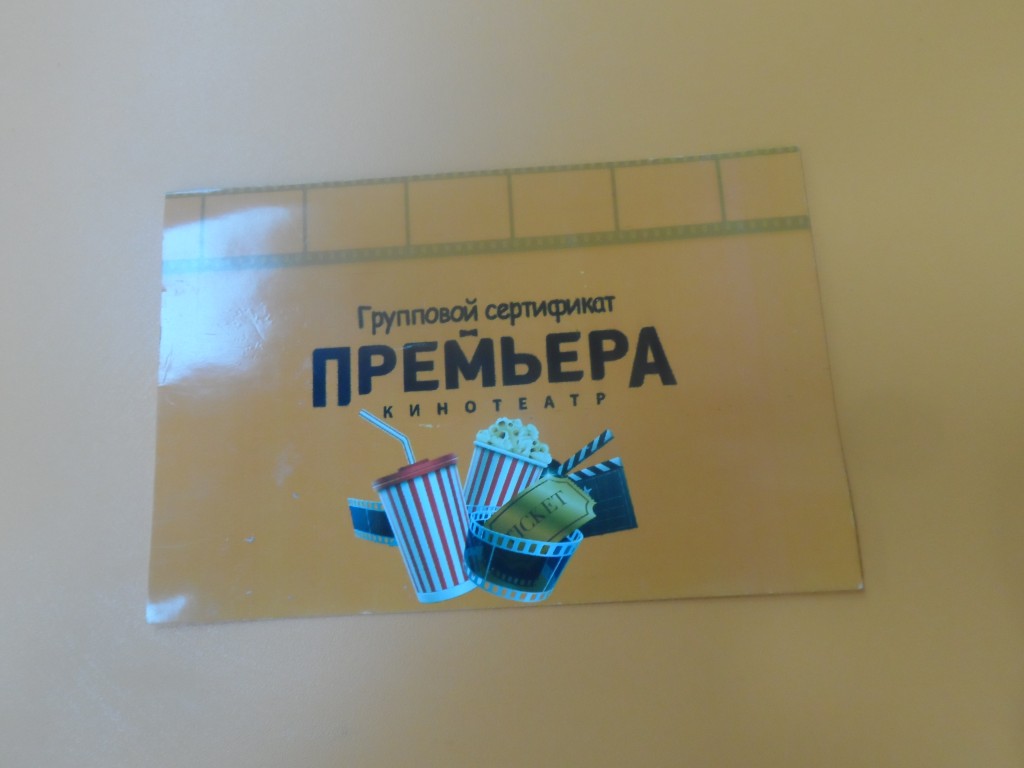 Групповой сертификат
ПРЕМЬЕРА
КИНОТЕАТР
TICKET